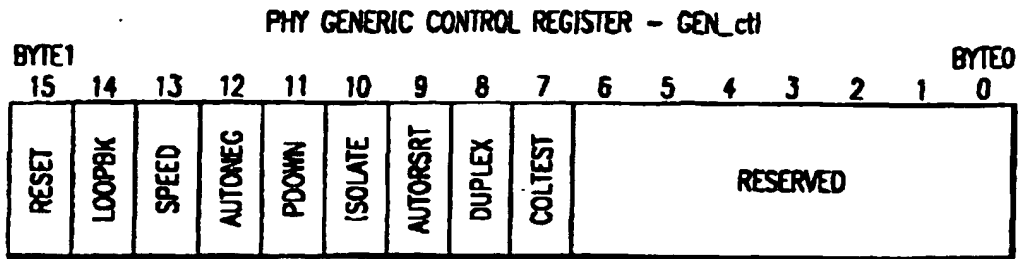 PHY GENERIC CONTROL REGISTER - GEN_ctl
BYTE1 BYTE0
15 14 13 12 11 10 9 8 7 6 5 4 3 2 1 0
RESET LOOPBK SPEED AUTONEG PDOWN ISOLATE AUTORSRT DUPLEX COLTEST RESERVED